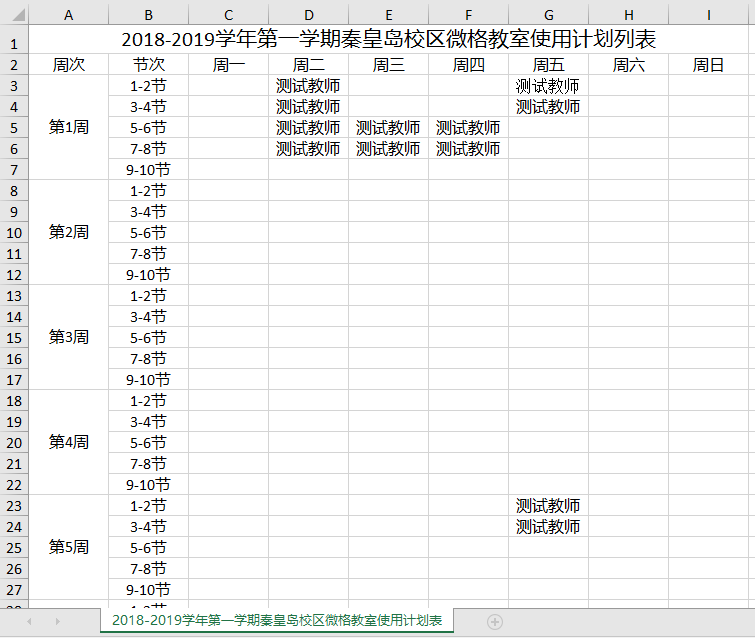 A B C D E F G H I
1 2018-2019学年第一学期秦皇岛校区微格教室使用计划列表
2 周次 节次 周一 周二 周三 周四 周五 周六 周日
3 1-2节 测试教师 测试教师
4 3-4节 测试教师 测试教师
5 第1周 5-6节 测试教师 测试教师 测试教师
6 7-8节 测试教师 测试教师 测试教师
7 9-10节
8 1-2节
9 3-4节
10 第2周 5-6节
11 7-8节
12 9-10节
13 1-2节
14 3-4节
15 第3周 5-6节
16 7-8节
17 9-10节
18 1-2节
19 3-4节
20 第4周 5-6节
21 7-8节
22 9-10节
23 1-2节 测试教师
24 3-4节 测试教师
25 第5周 5-6节
26 7-8节
27 9-10节
2018-2019学年第一学期秦皇岛校区微格教室使用计划表